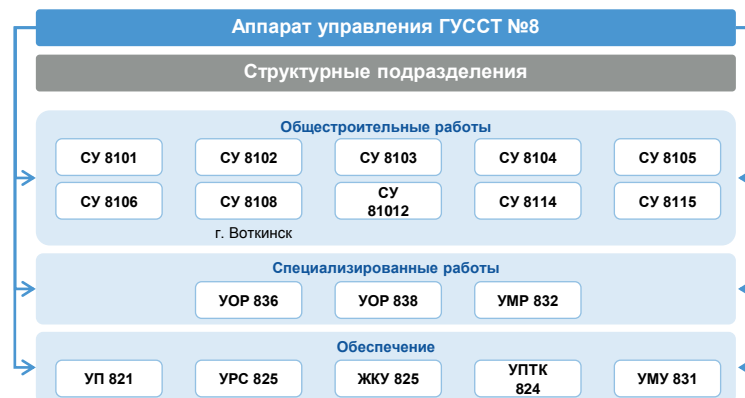 Аппарат управления ГУССТ №8
Структурные подразделения
Общестроительные работы
СУ 8101
СУ 8102
СУ 8103
СУ 8104
СУ 8105
СУ 8106
СУ 8108
СУ
81012
СУ 8114
СУ 8115
г. Воткинск
Специализированные работы
УОР 836
УОР 838
УМР 832
Обеспечение
УП 821
УРС 825
ЖКУ 825
УПТК
824
УМУ 831